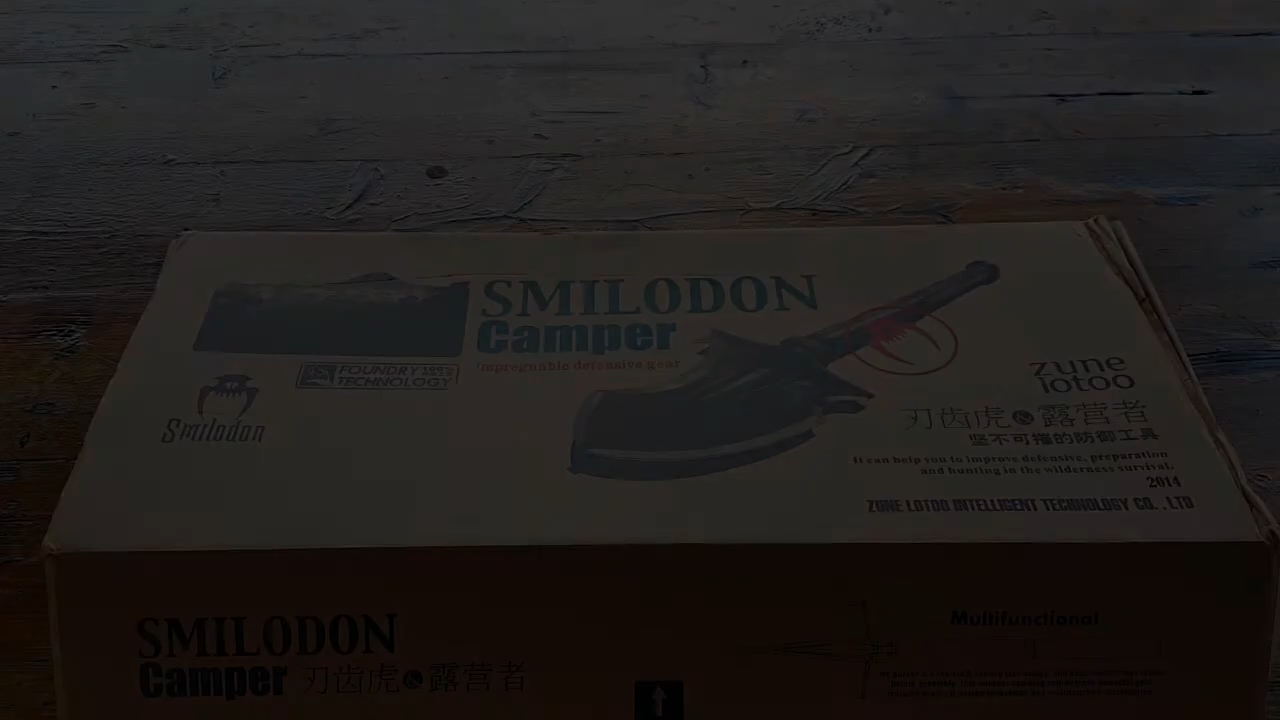 SMILODON
Camper
Impregnable defensive gear
FOUNDRY
TECHNOLOGY
Smilodon
zune
lotoo
刃齿虎 露营者
坚不可摧的防御工具
It can help you to improve defensive, preparation
and hunting in the wilderness survival.
2014
ZUNE LOTOO INTELLIGENT TECHNOLOGY CO. .LTD
SMILODON
Camper 刃齿虎 露营者
Multifunctional